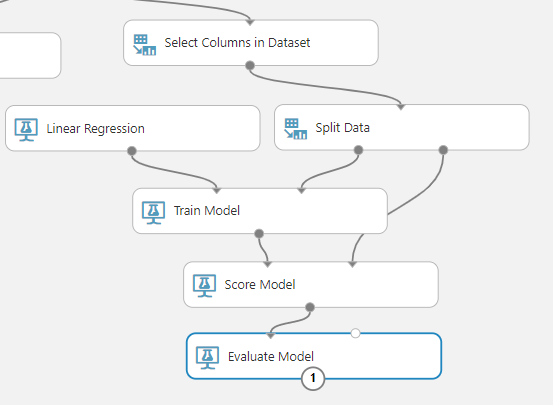 Select Columns in Dataset
Linear Regression
Split Data
Train Model
Score Model
Evaluate Model
1